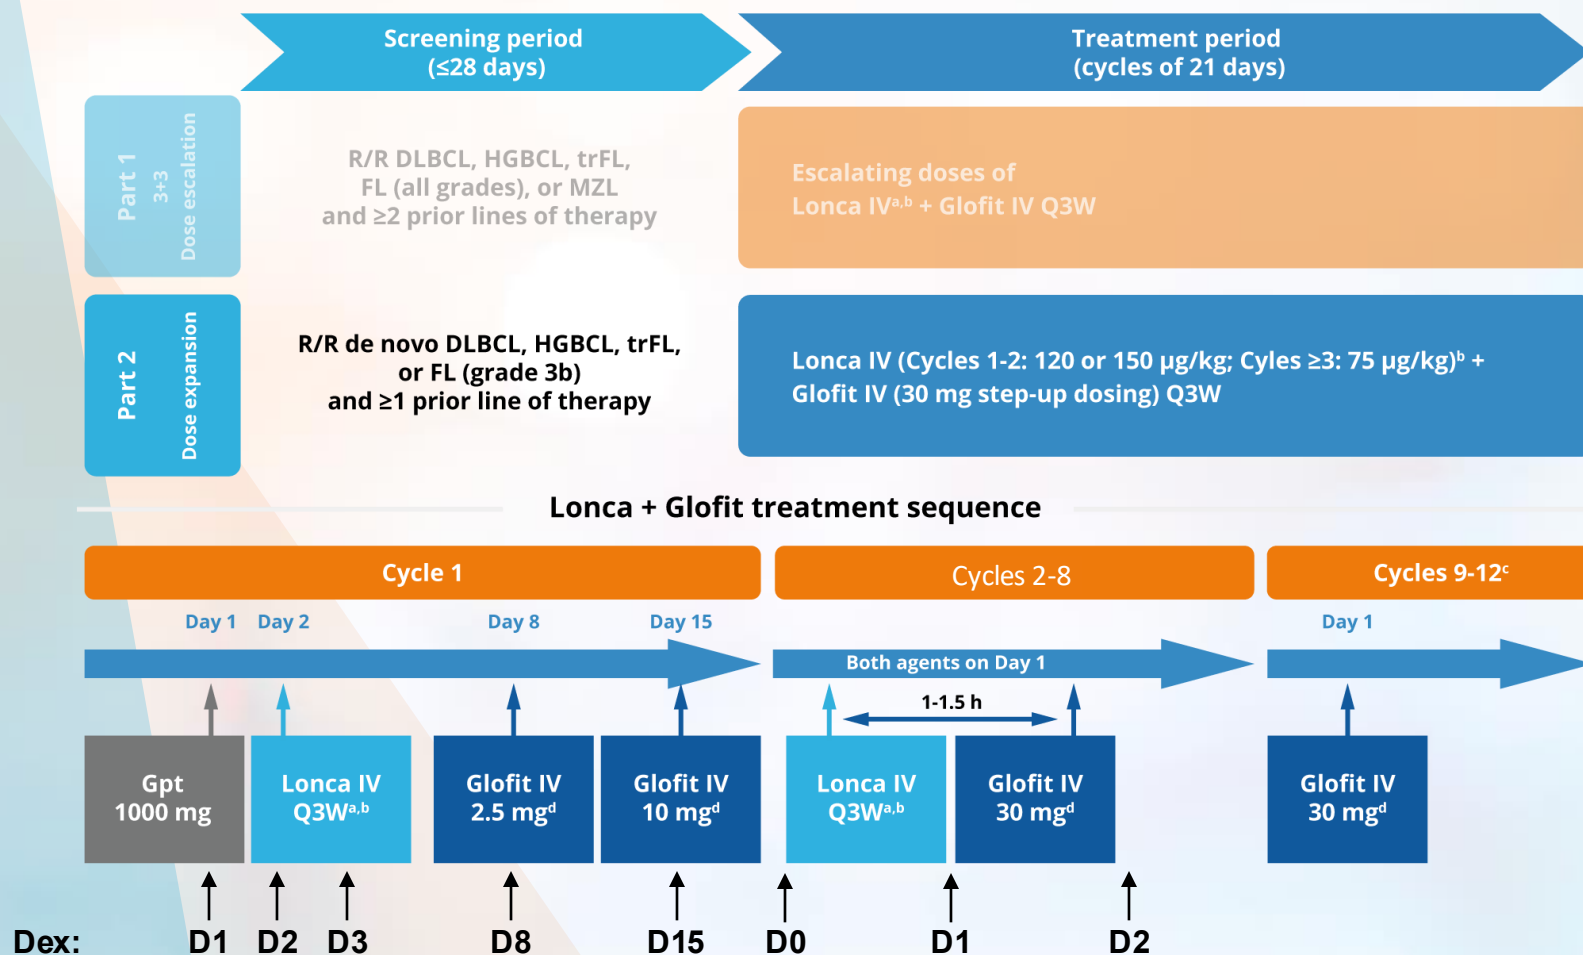 Screening period
(≤28 days)
Treatment period
(cycles of 21 days)
Part 1
3+3
Dose escalation
R/R DLBCL, HGBCL, trFL,
FL (all grades), or MZL
and ≥2 prior lines of therapy
Escalating doses of
Lonca IVᵃ,ᵇ + Glofit IV Q3W
Part 2
Dose expansion
R/R de novo DLBCL, HGBCL, trFL,
or FL (grade 3b)
and ≥1 prior line of therapy
Lonca IV (Cycles 1-2: 120 or 150 µg/kg; Cyles ≥3: 75 µg/kg)ᵇ +
Glofit IV (30 mg step-up dosing) Q3W
Lonca + Glofit treatment sequence
Cycle 1
Cycles 2-8
Cycles 9-12ᶜ
Day 1
Day 2
Day 8
Day 15
Both agents on Day 1
Day 1
1-1.5 h
Gpt
1000 mg
Lonca IV
Q3Wᵃ,ᵇ
Glofit IV
2.5 mgᵈ
Glofit IV
10 mgᵈ
Lonca IV
Q3Wᵃ,ᵇ
Glofit IV
30 mgᵈ
Glofit IV
30 mgᵈ
Dex: D1 D2 D3 D8 D15 D0 D1 D2